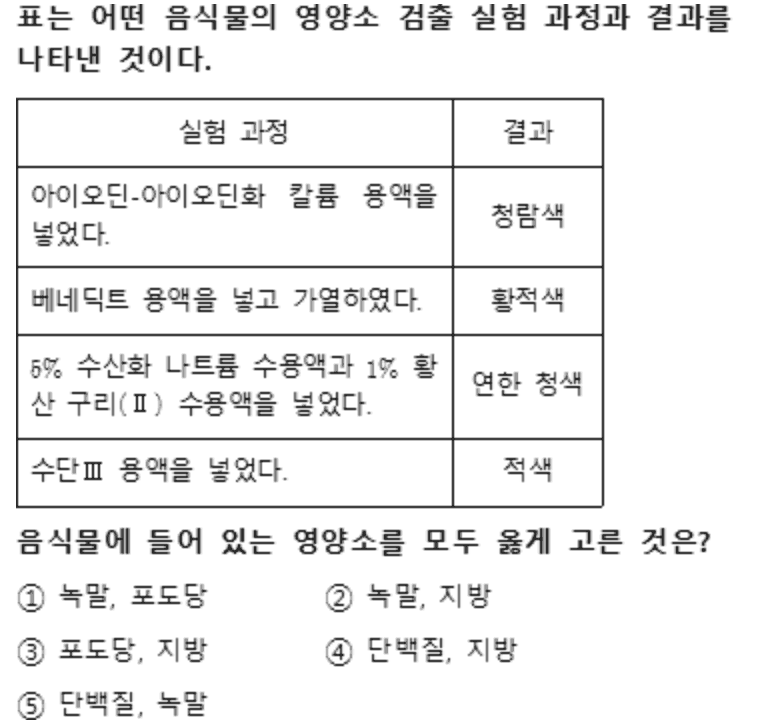 표는 어떤 음식물의 영양소 검출 실험 과정과 결과를
나타낸 것이다.
실험 과정 결과
아이오딘-아이오딘화 칼륨 용액을
넣었다.
청람색
베네딕트 용액을 넣고 가열하였다. 황적색
5% 수산화 나트륨 수용액과 1% 황
산 구리(Ⅱ) 수용액을 넣었다.
연한 청색
수단Ⅲ 용액을 넣었다. 적색
음식물에 들어 있는 영양소를 모두 옳게 고른 것은?
① 녹말, 포도당 ② 녹말, 지방
③ 포도당, 지방 ④ 단백질, 지방
⑤ 단백질, 녹말